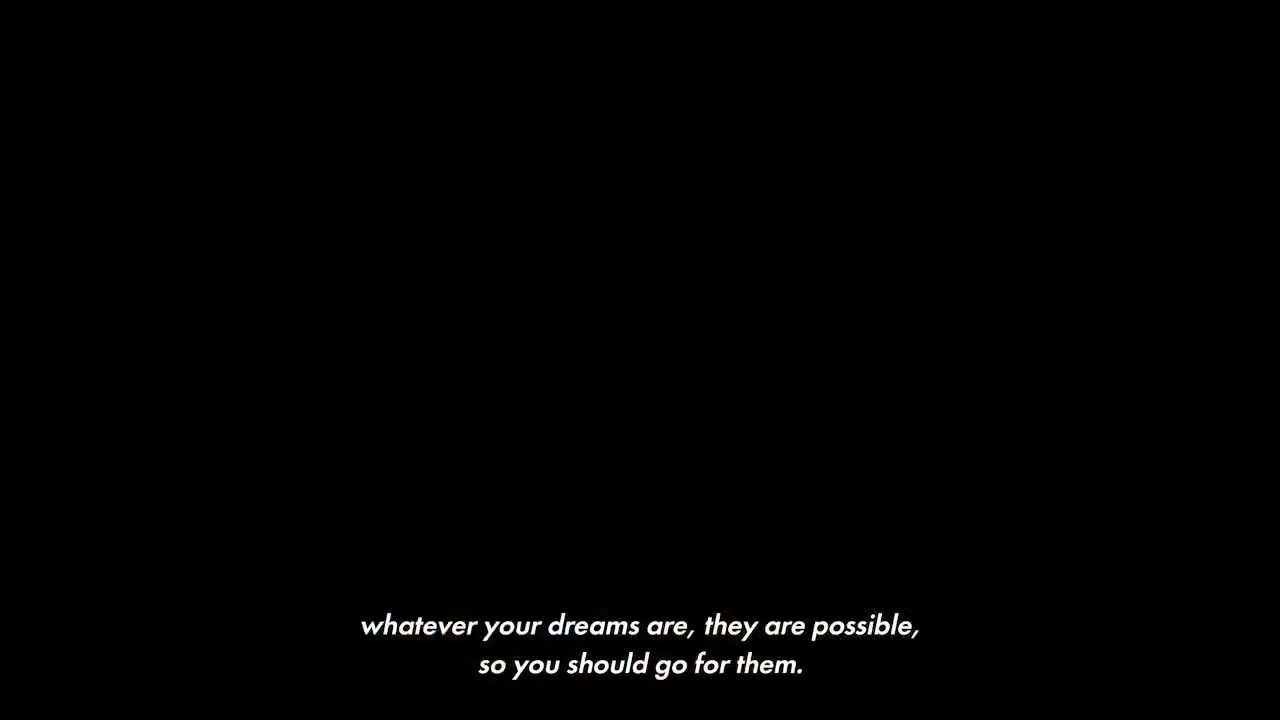 whatever your dreams are, they are possible,
so you should go for them.